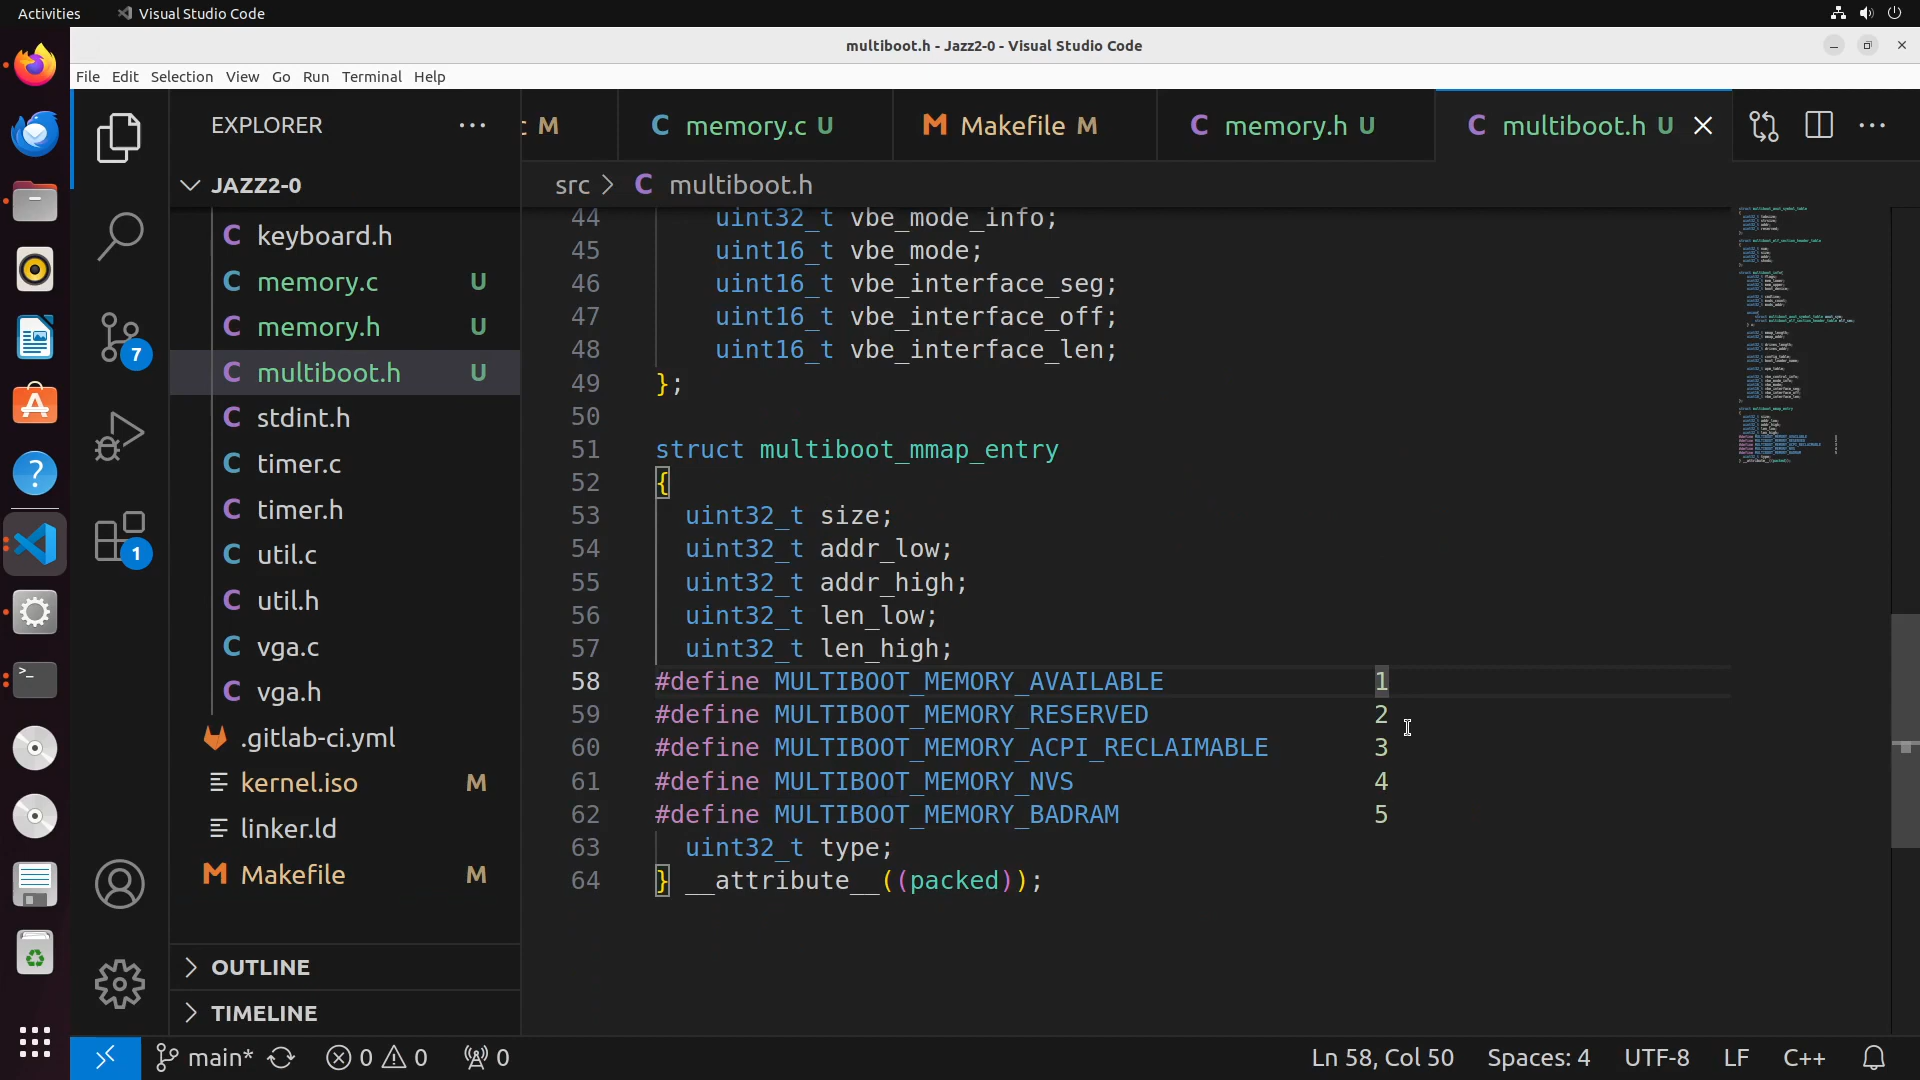 Activities
Visual Studio Code
multiboot.h - Jazz2-0 - Visual Studio Code
File Edit Selection View Go Run Terminal Help
EXPLORER
M
memory.c U
Makefile M
memory.h U
multiboot.h U
JAZZ2-0
src > C multiboot.h
C keyboard.h
C memory.c U
C memory.h U
C multiboot.h U
C stdint.h
C timer.c
C timer.h
C util.c
C util.h
C vga.c
C vga.h
.gitlab-ci.yml
kernel.iso M
linker.ld
Makefile M
OUTLINE
TIMELINE
7
1
44 uint32_t vbe_mode_info;
45 uint16_t vbe_mode;
46 uint16_t vbe_interface_seg;
47 uint16_t vbe_interface_off;
48 uint16_t vbe_interface_len;
49 };
50
51 struct multiboot_mmap_entry
52 {
53 uint32_t size;
54 uint32_t addr_low;
55 uint32_t addr_high;
56 uint32_t len_low;
57 uint32_t len_high;
58 #define MULTIBOOT_MEMORY_AVAILABLE 1
59 #define MULTIBOOT_MEMORY_RESERVED 2
60 #define MULTIBOOT_MEMORY_ACPI_RECLAIMABLE 3
61 #define MULTIBOOT_MEMORY_NVS 4
62 #define MULTIBOOT_MEMORY_BADRAM 5
63 uint32_t type;
64 } __attribute__((packed));
main* 0 0 0
Ln 58, Col 50 Spaces: 4 UTF-8 LF C++